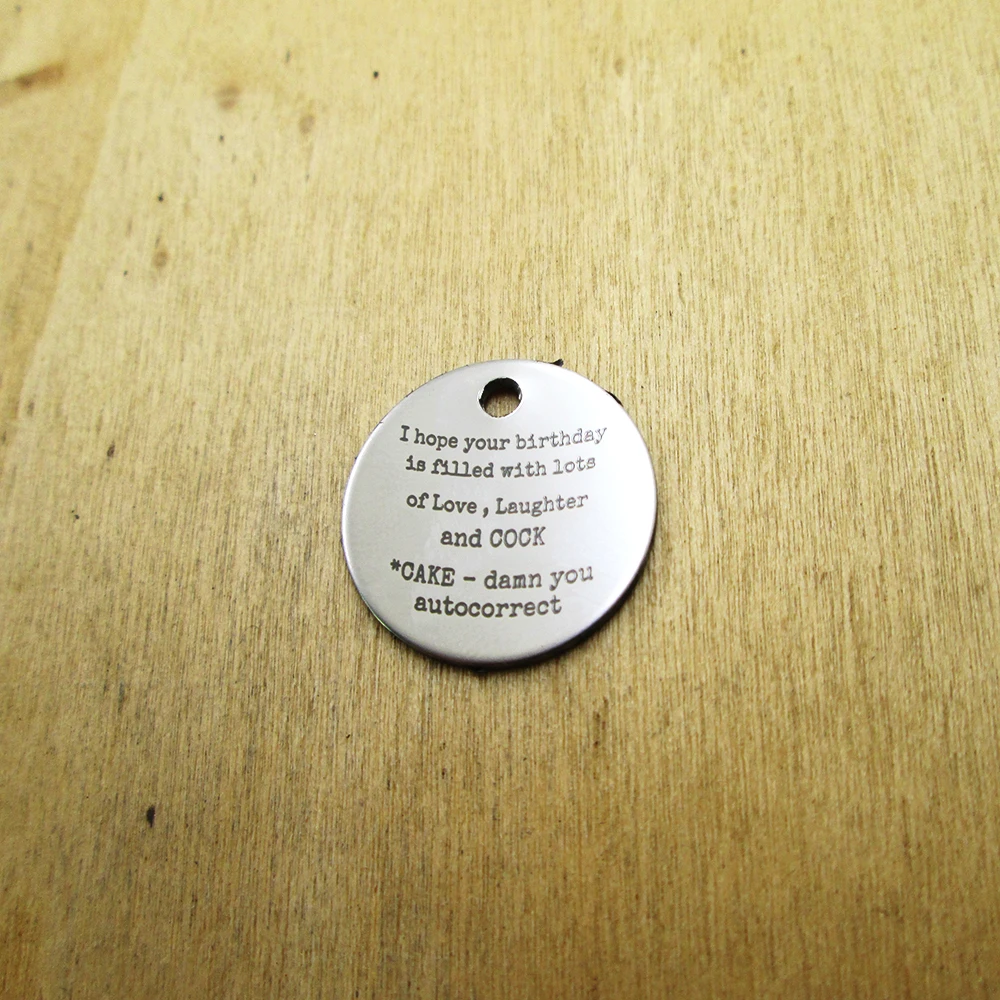 I hope your birthday
is filled with lots
of Love, Laughter
and COCK
*CAKE - damn you
autocorrect